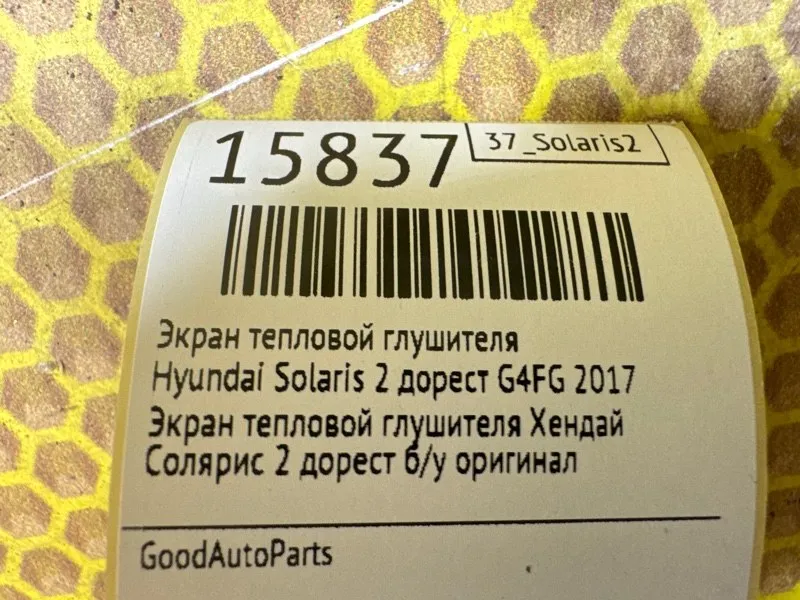 15837
37_Solaris2
Экран тепловой глушителя
Hyundai Solaris 2 дорест G4FG 2017
Экран тепловой глушителя Хендай
Солярис 2 дорест б/у оригинал
GoodAutoParts